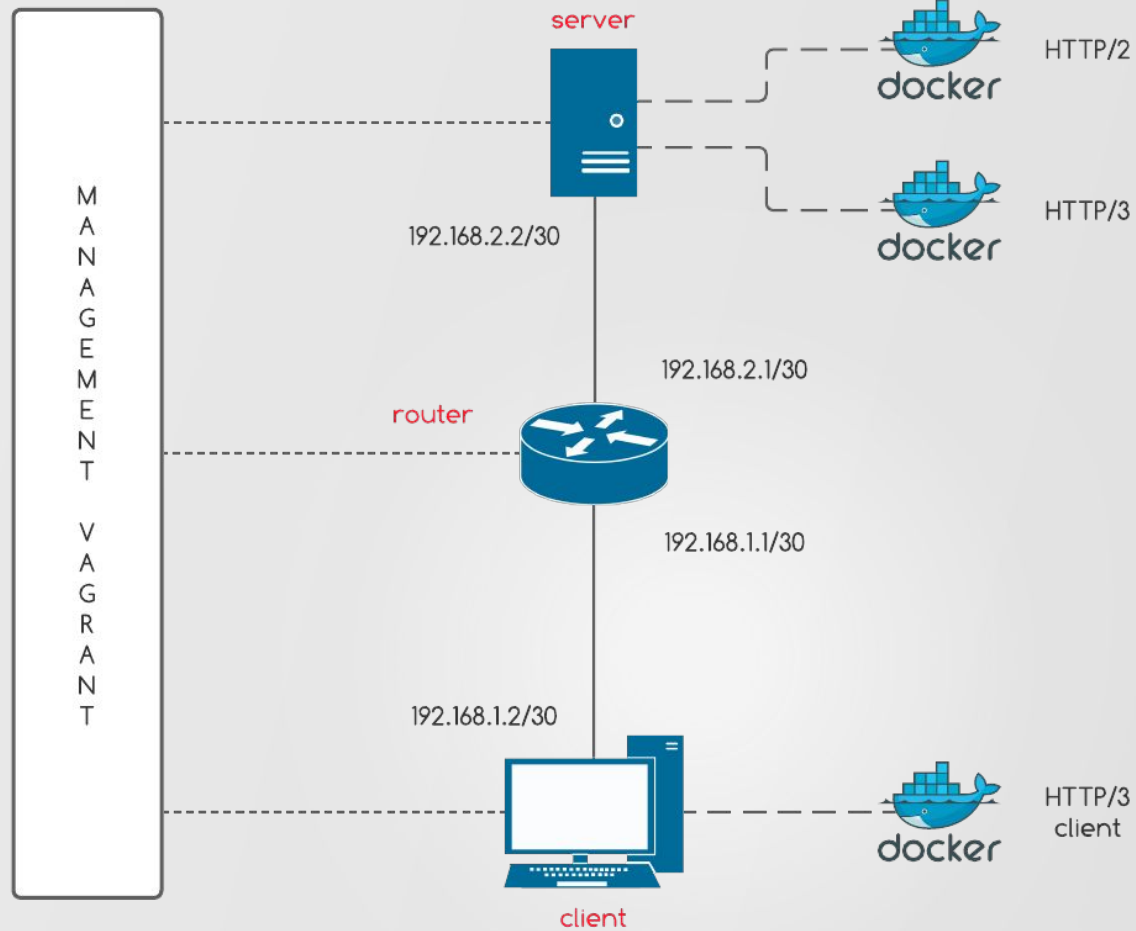 server
docker
HTTP/2
docker
HTTP/3
MANAGEMENT VAGRANT
192.168.2.2/30
192.168.2.1/30
router
192.168.1.1/30
192.168.1.2/30
docker
HTTP/3
client
client